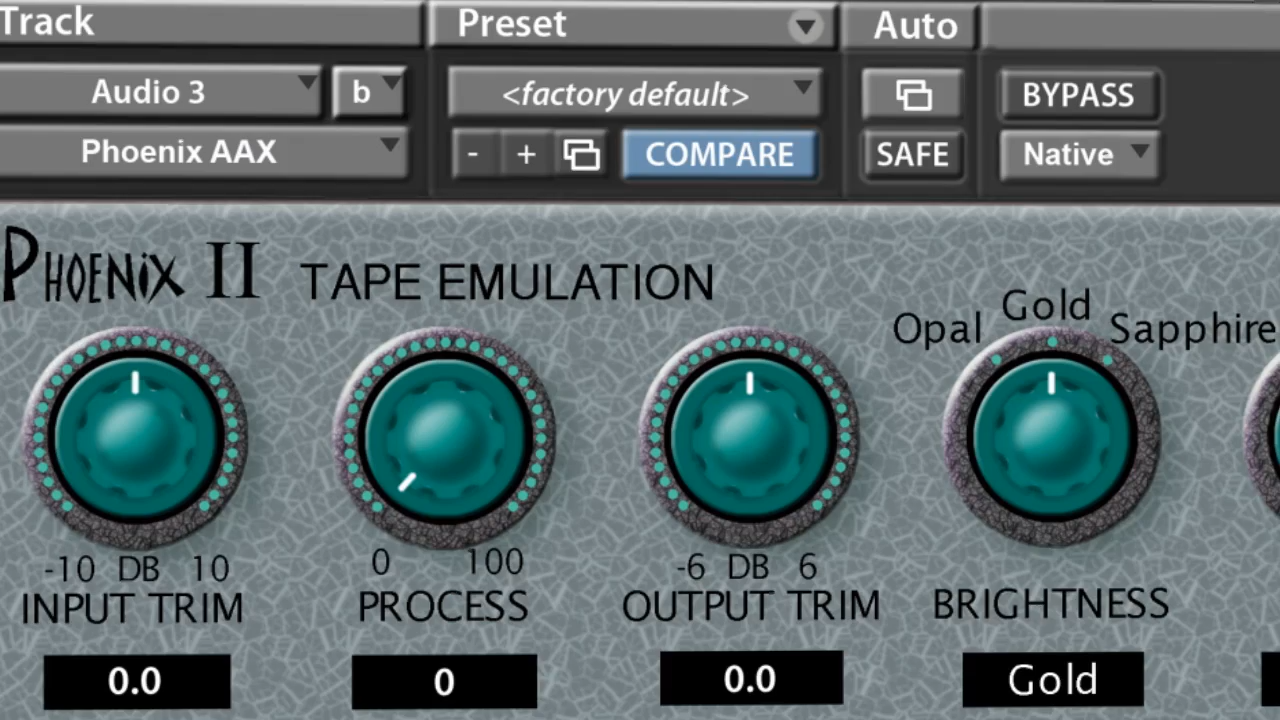 Track Preset Auto
Audio 3 b <factory default> BYPASS
Phoenix AAX - + COMPARE SAFE Native
PHOENiX II TAPE EMULATION
Opal Gold Sapphire
-10 DB 10 0 100 -6 DB 6
INPUT TRIM PROCESS OUTPUT TRIM BRIGHTNESS
0.0 0 0.0 Gold